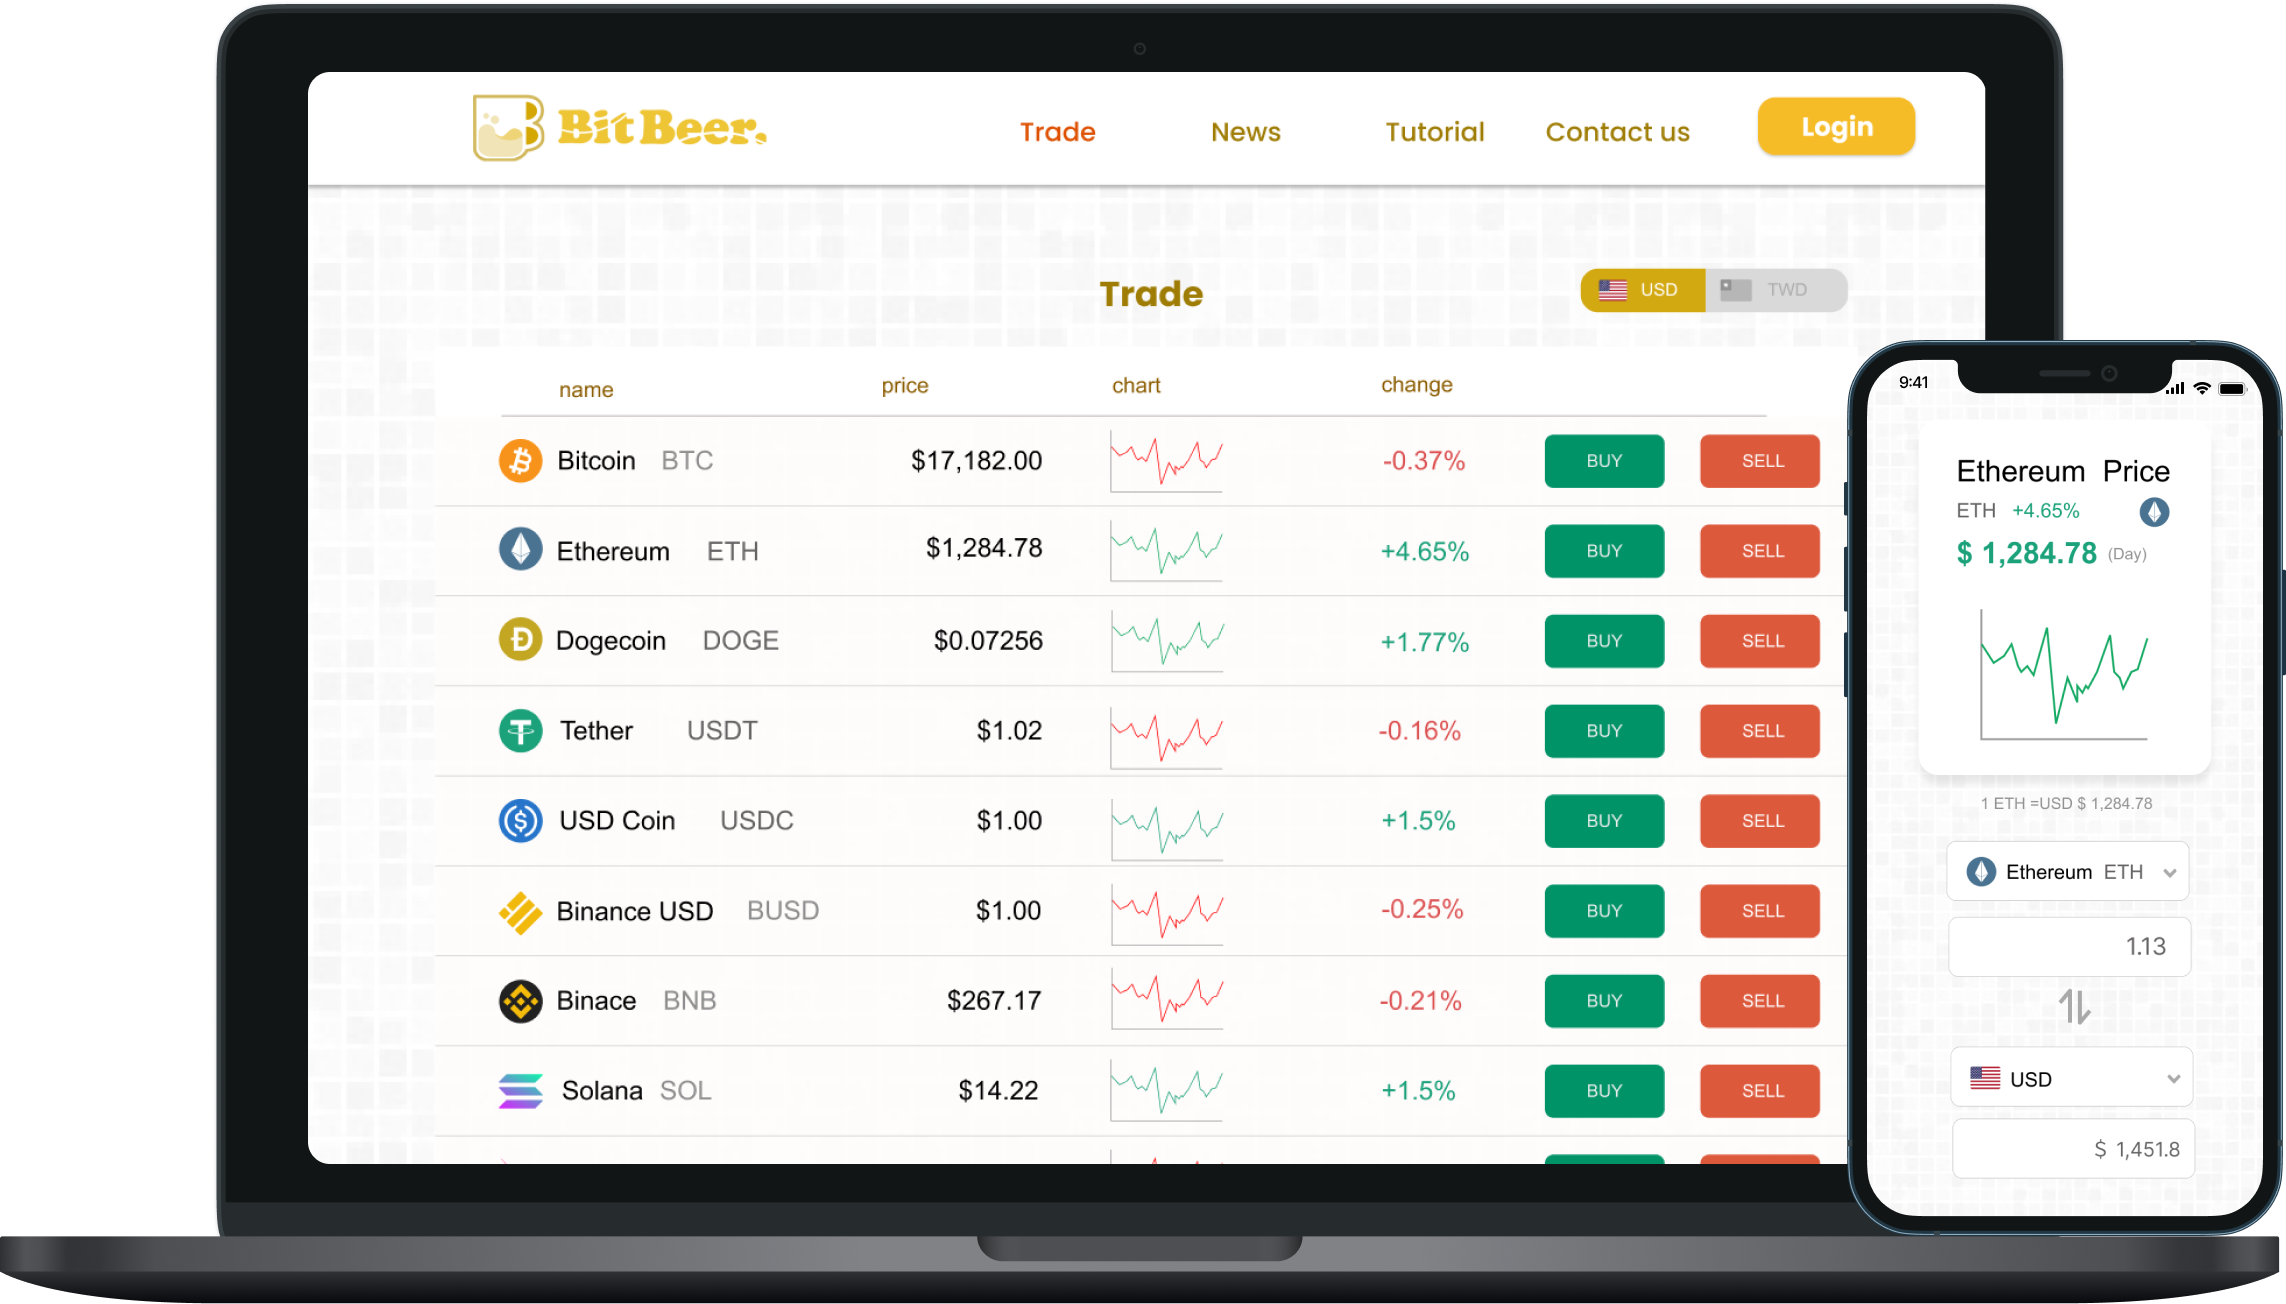 Bit Beer.
Trade News Tutorial Contact us Login
Trade
USD TWD
name price chart change
Bitcoin BTC $17,182.00 -0.37% BUY SELL
Ethereum ETH $1,284.78 +4.65% BUY SELL
Dogecoin DOGE $0.07256 +1.77% BUY SELL
Tether USDT $1.02 -0.16% BUY SELL
USD Coin USDC $1.00 +1.5% BUY SELL
Binance USD BUSD $1.00 -0.25% BUY SELL
Binace BNB $267.17 -0.21% BUY SELL
Solana SOL $14.22 +1.5% BUY SELL
9:41
Ethereum Price
ETH +4.65%
$ 1,284.78 (Day)
1 ETH =USD $ 1,284.78
Ethereum ETH
1.13
USD
$ 1,451.8